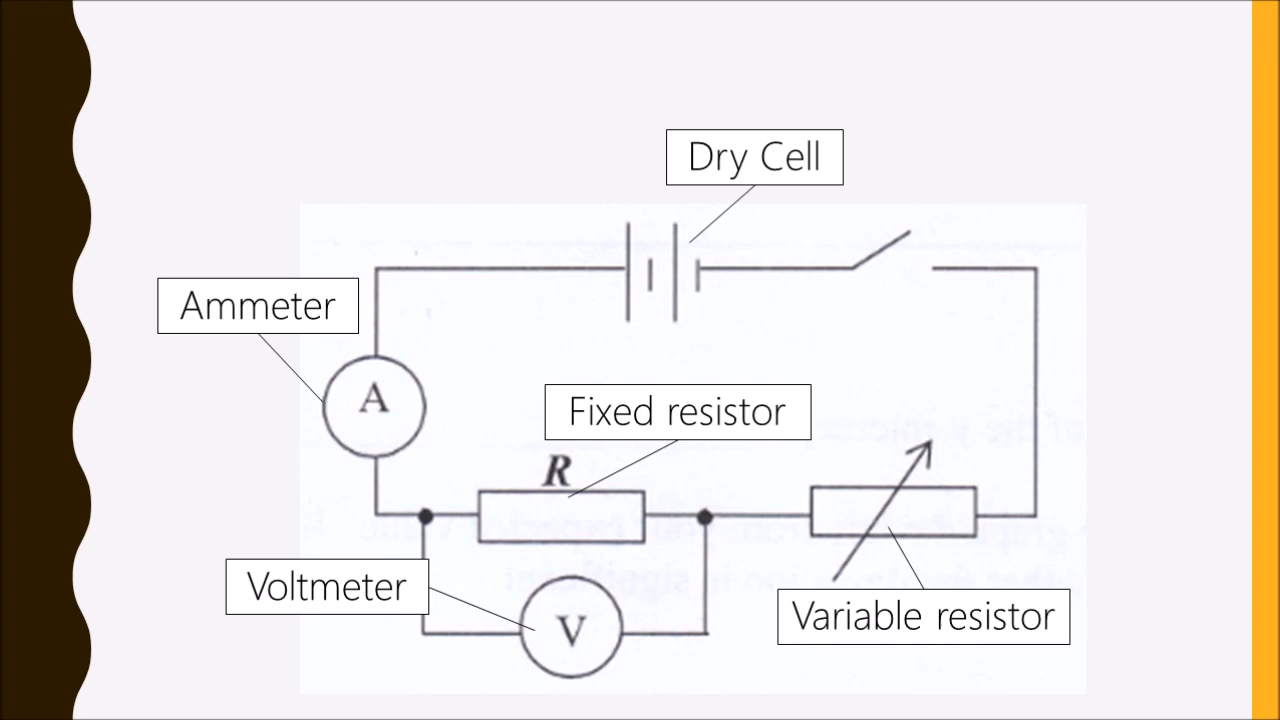 Dry Cell
Ammeter
A
Fixed resistor
R
Voltmeter
V
Variable resistor